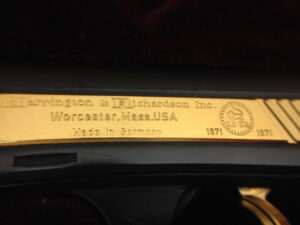 Harrington & Richardson Inc.
Worcester, Mass. USA
Made in Germany
1871 1971